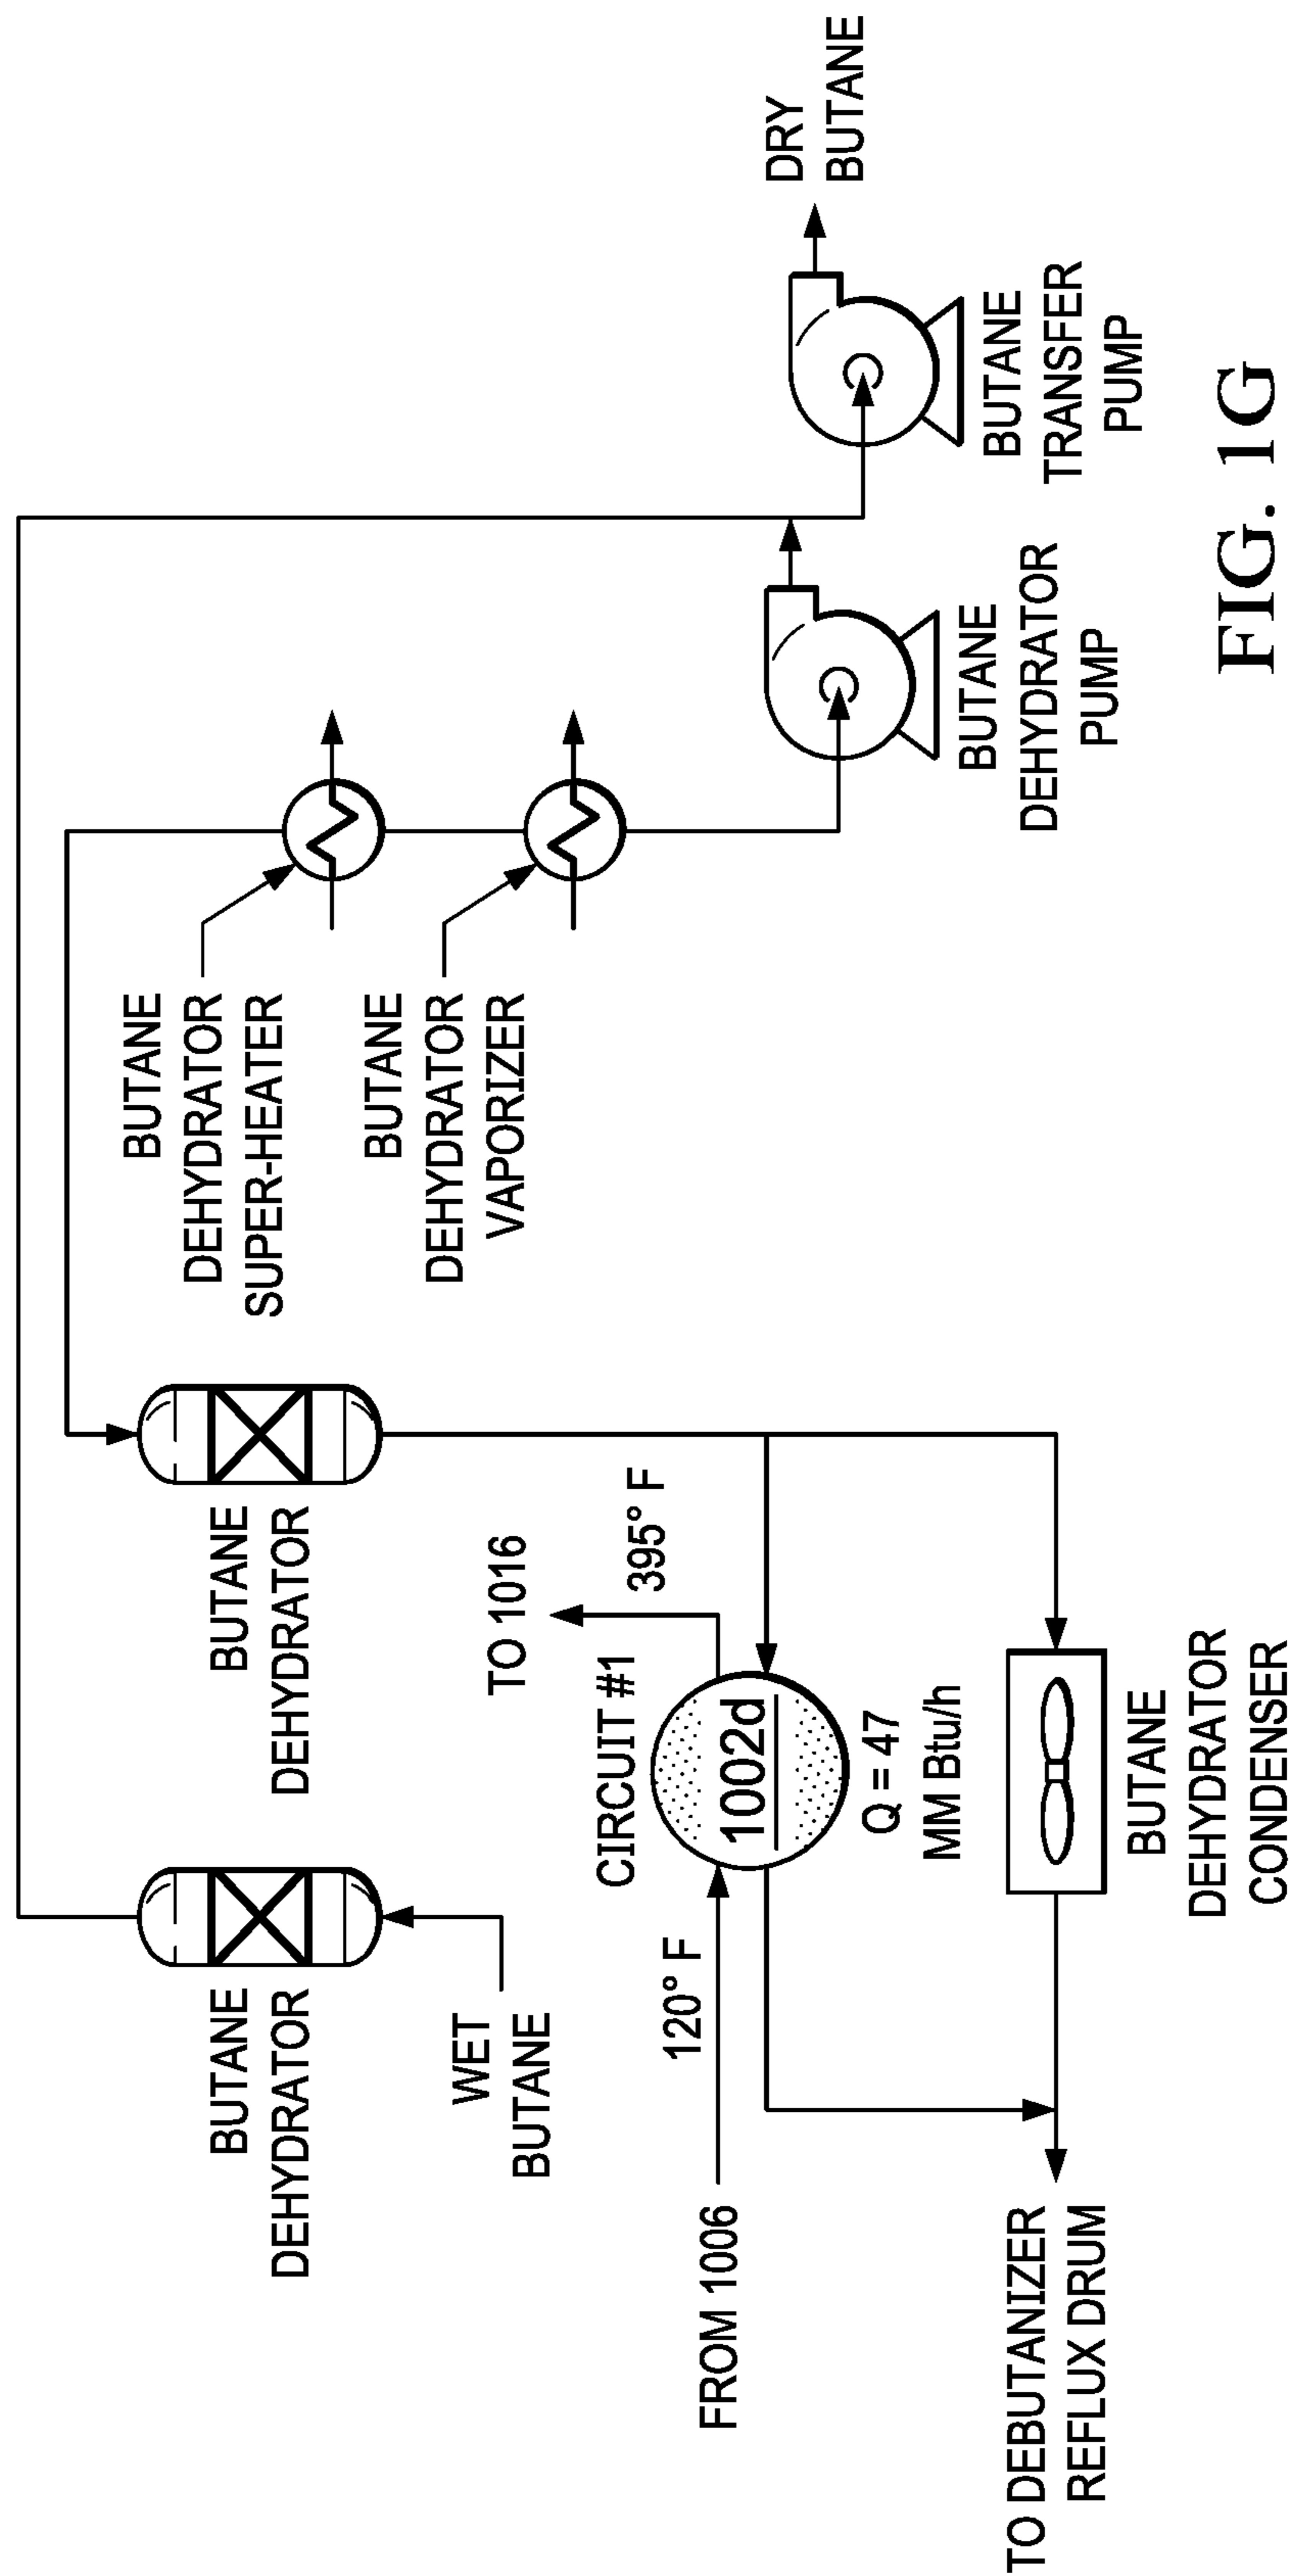 BUTANE
DEHYDRATOR
WET
BUTANE
BUTANE
DEHYDRATOR
BUTANE
DEHYDRATOR
SUPER-HEATER
BUTANE
DEHYDRATOR
VAPORIZER
TO 1016
395° F
CIRCUIT #1
120° F
FROM 1006
1002d
Q = 47
MM Btu/h
TO DEBUTANIZER
REFLUX DRUM
BUTANE
DEHYDRATOR
CONDENSER
BUTANE
DEHYDRATOR
PUMP
BUTANE
TRANSFER
PUMP
DRY
BUTANE
FIG. 1G